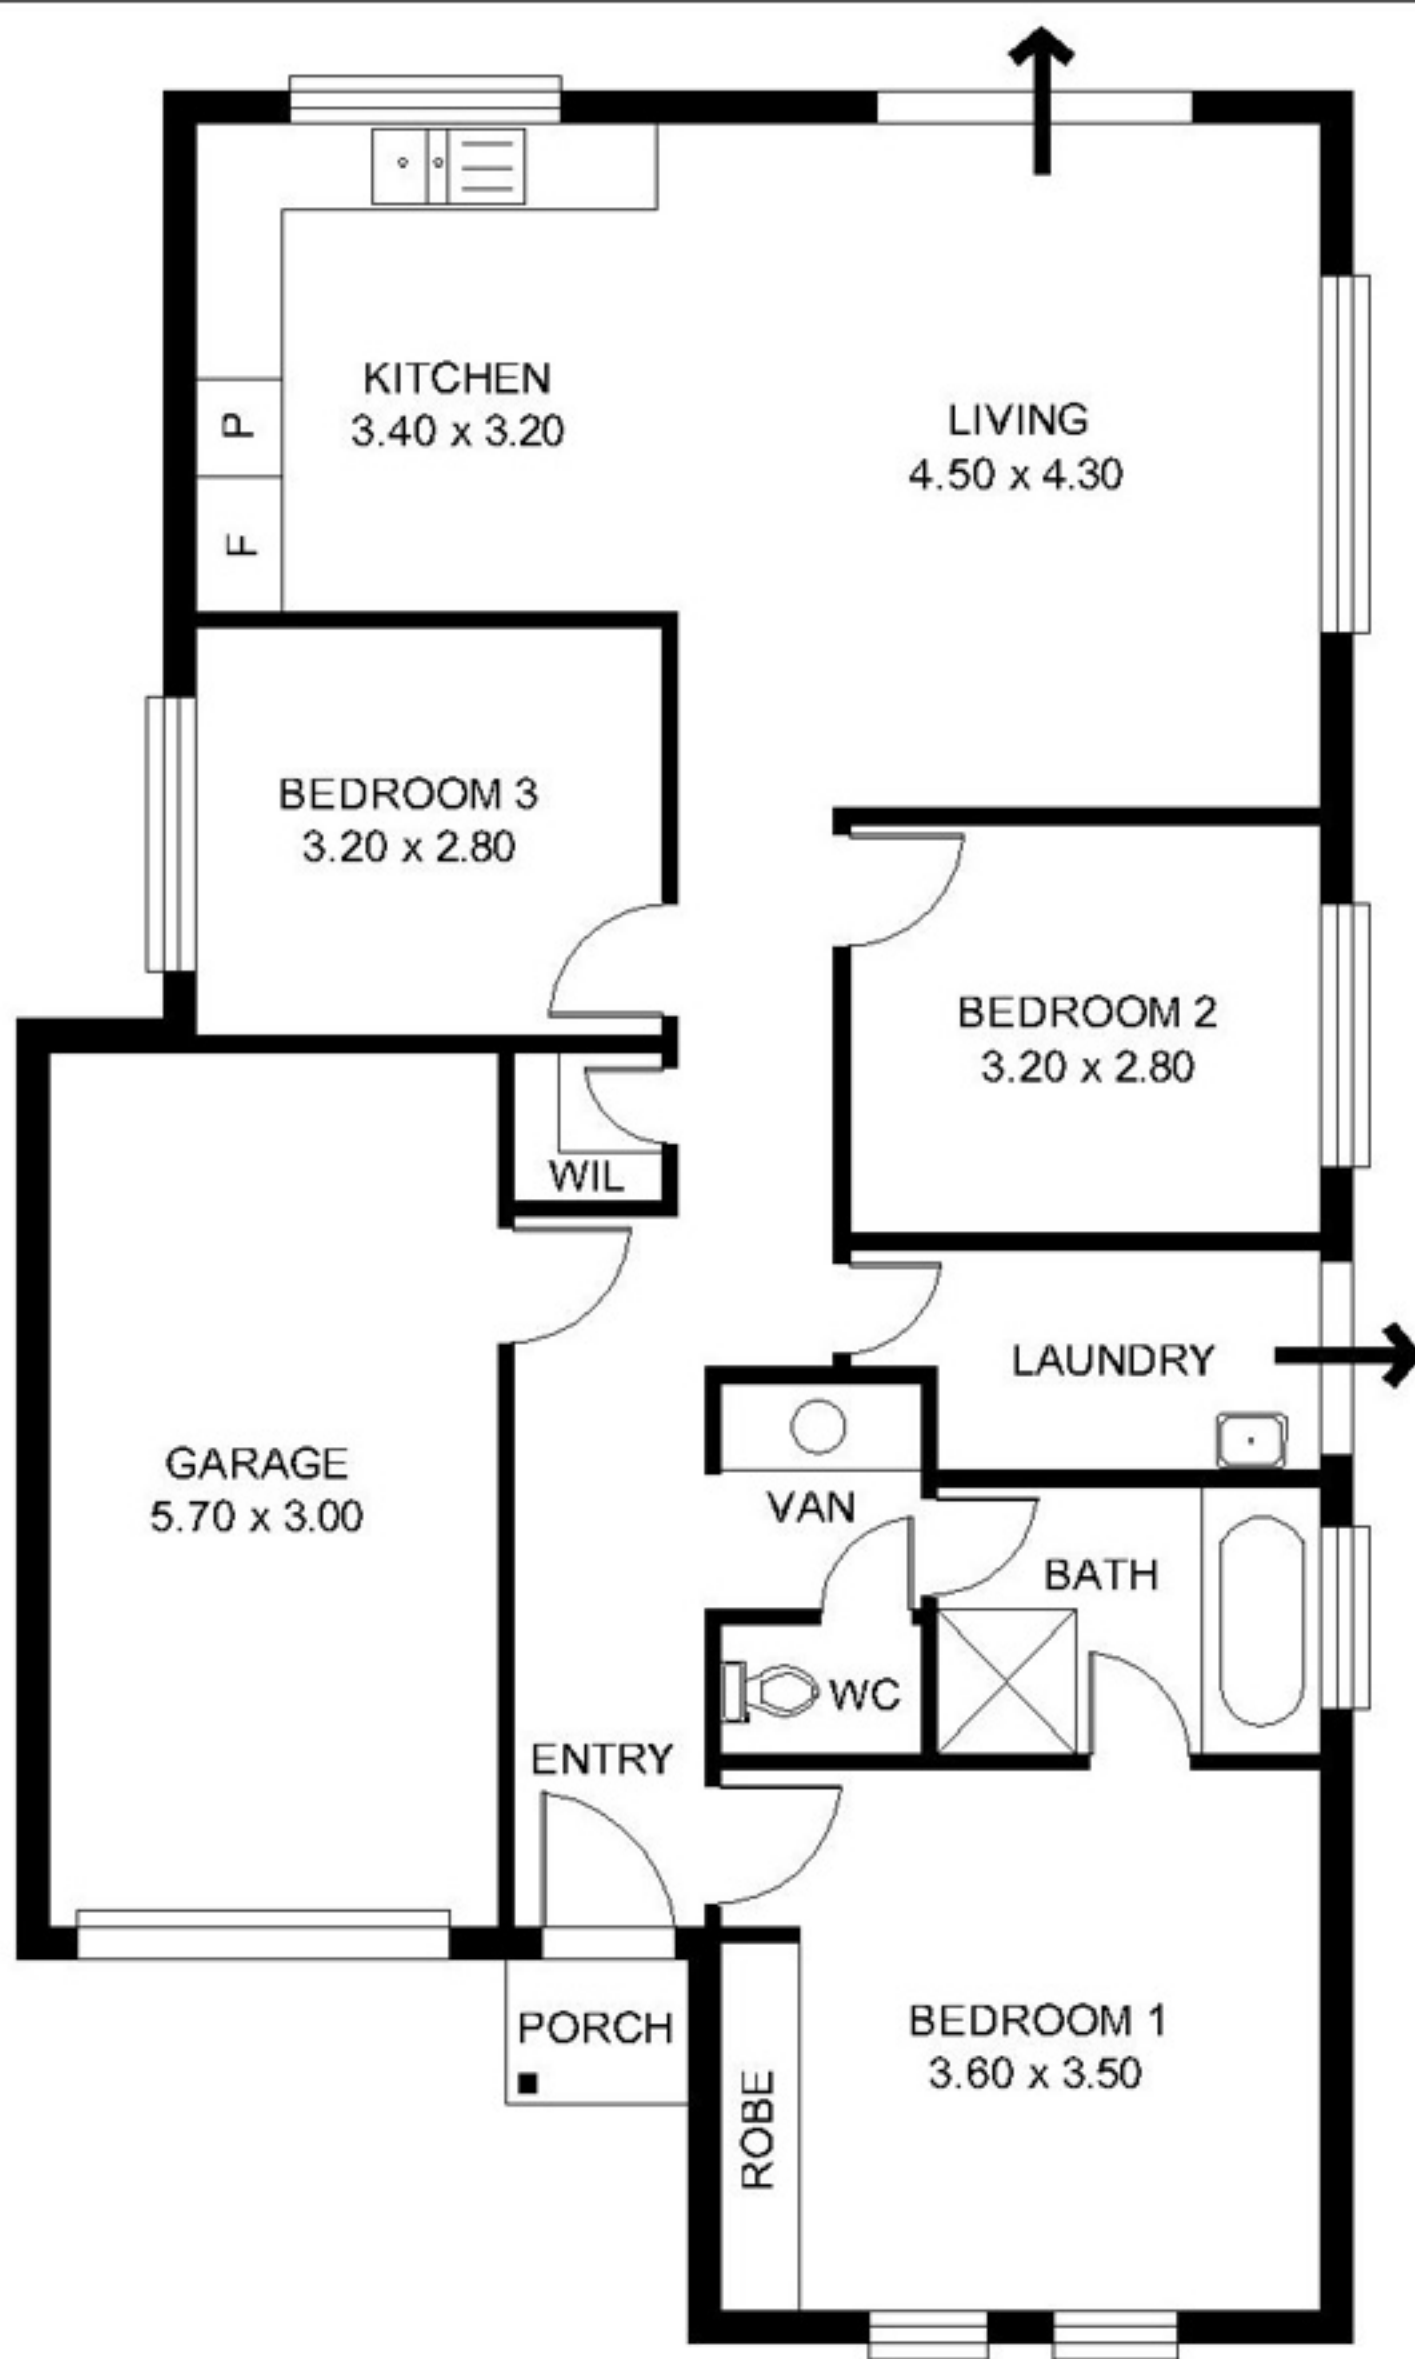 KITCHEN
3.40 x 3.20
LIVING
4.50 x 4.30
P
F
BEDROOM 3
3.20 x 2.80
BEDROOM 2
3.20 x 2.80
WIL
LAUNDRY
GARAGE
5.70 x 3.00
VAN
BATH
WC
ENTRY
PORCH
BEDROOM 1
3.60 x 3.50
ROBE